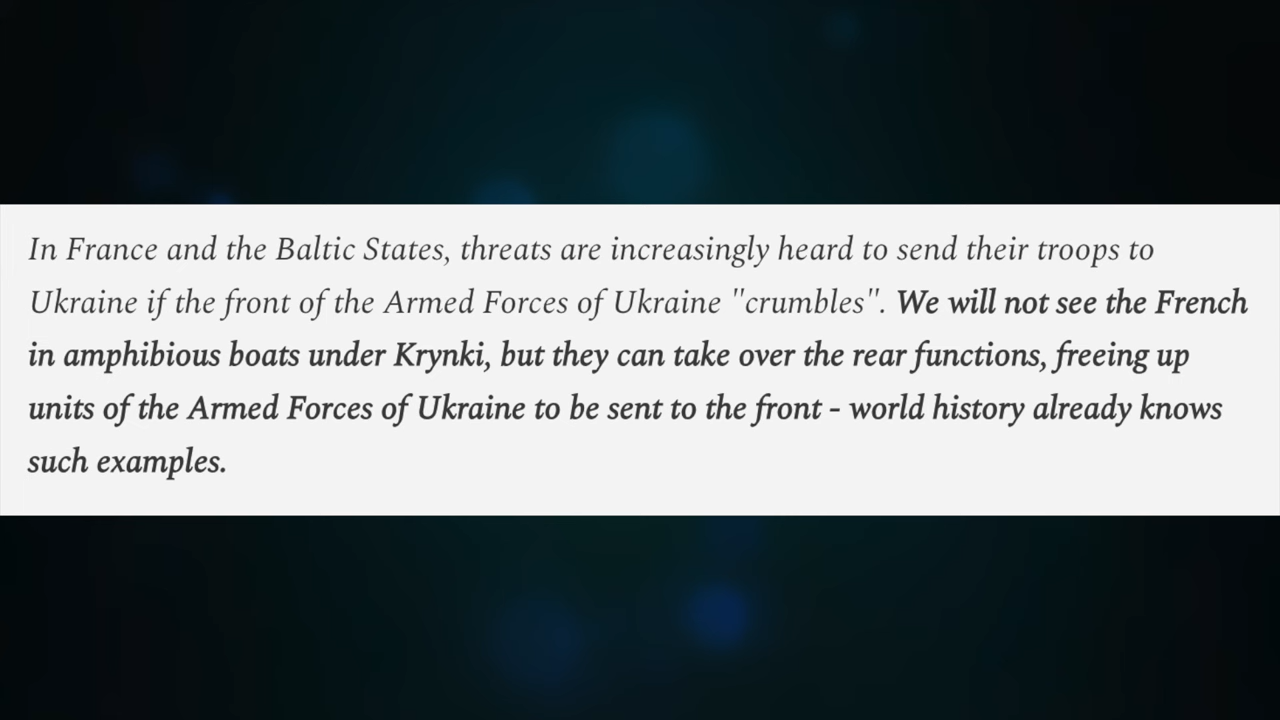 In France and the Baltic States, threats are increasingly heard to send their troops to
Ukraine if the front of the Armed Forces of Ukraine "crumbles". We will not see the French
in amphibious boats under Krynki, but they can take over the rear functions, freeing up
units of the Armed Forces of Ukraine to be sent to the front - world history already knows
such examples.